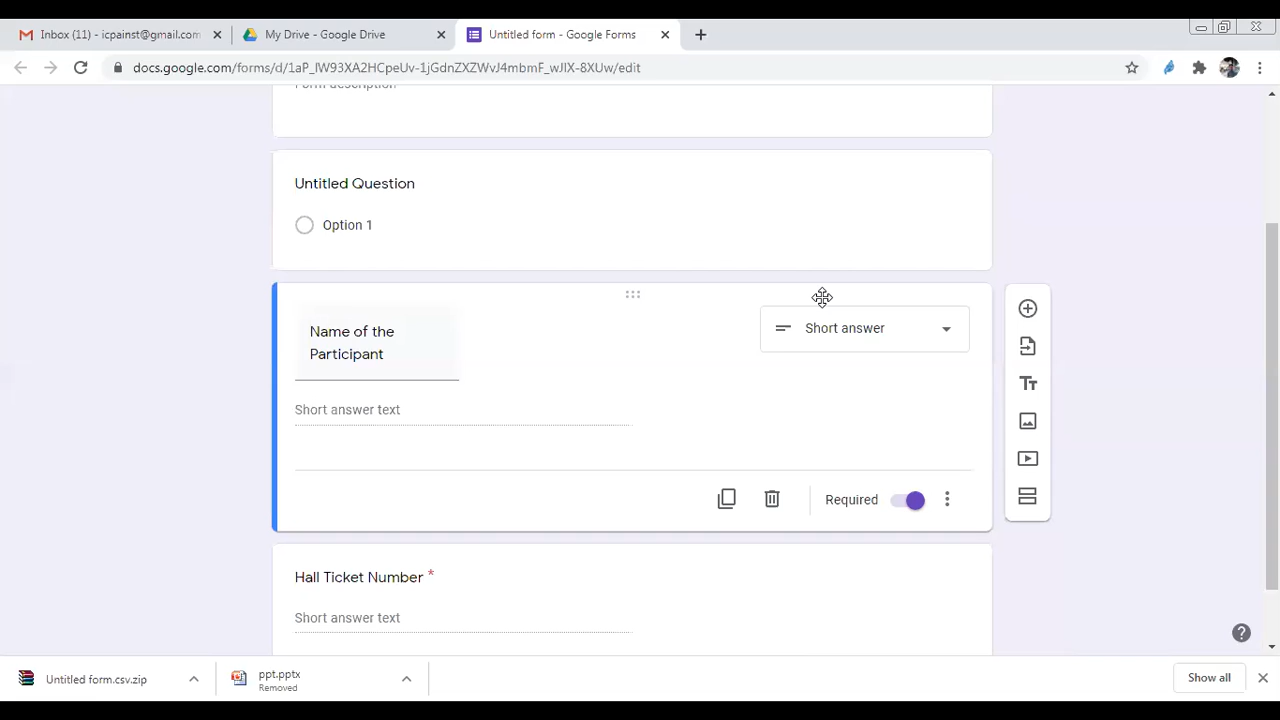 Inbox (11) - icpainst@gmail.com
My Drive - Google Drive
Untitled form - Google Forms
docs.google.com/forms/d/1aP_lW93XA2HCpeUv-1jGdnZXZWvJ4mbmF_wJIX-8XUw/edit
Form description
Untitled Question
Option 1
Name of the
Participant
Short answer
Short answer text
Required
Hall Ticket Number *
Short answer text
Untitled form.csv.zip
ppt.pptx
Removed
Show all